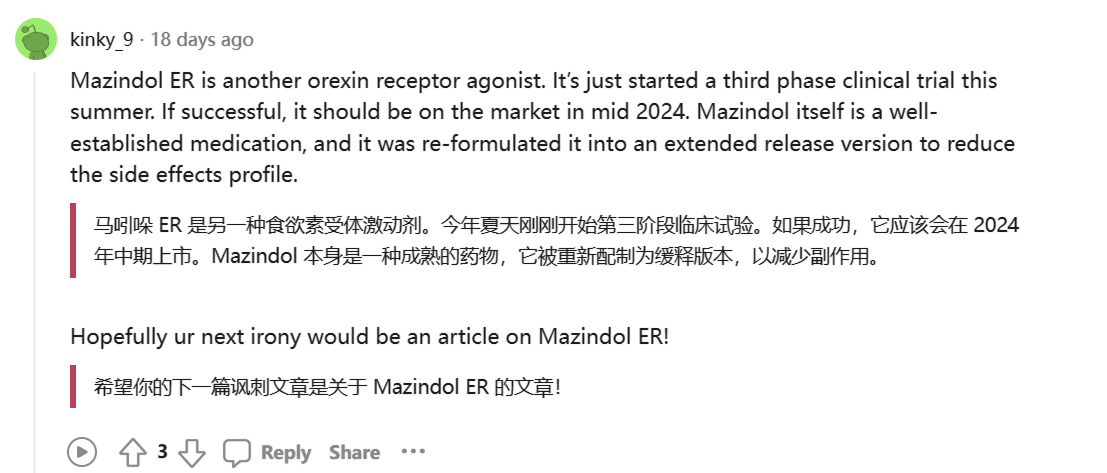 kinky_9 · 18 days ago
Mazindol ER is another orexin receptor agonist. It’s just started a third phase clinical trial this
summer. If successful, it should be on the market in mid 2024. Mazindol itself is a well-
established medication, and it was re-formulated it into an extended release version to reduce
the side effects profile.
马吲哚 ER 是另一种食欲素受体激动剂。今年夏天刚刚开始第三阶段临床试验。如果成功，它应该会在 2024
年中期上市。Mazindol 本身是一种成熟的药物，它被重新配制为缓释版本，以减少副作用。
Hopefully ur next irony would be an article on Mazindol ER!
希望你的下一篇讽刺文章是关于 Mazindol ER 的文章！
3 Reply Share